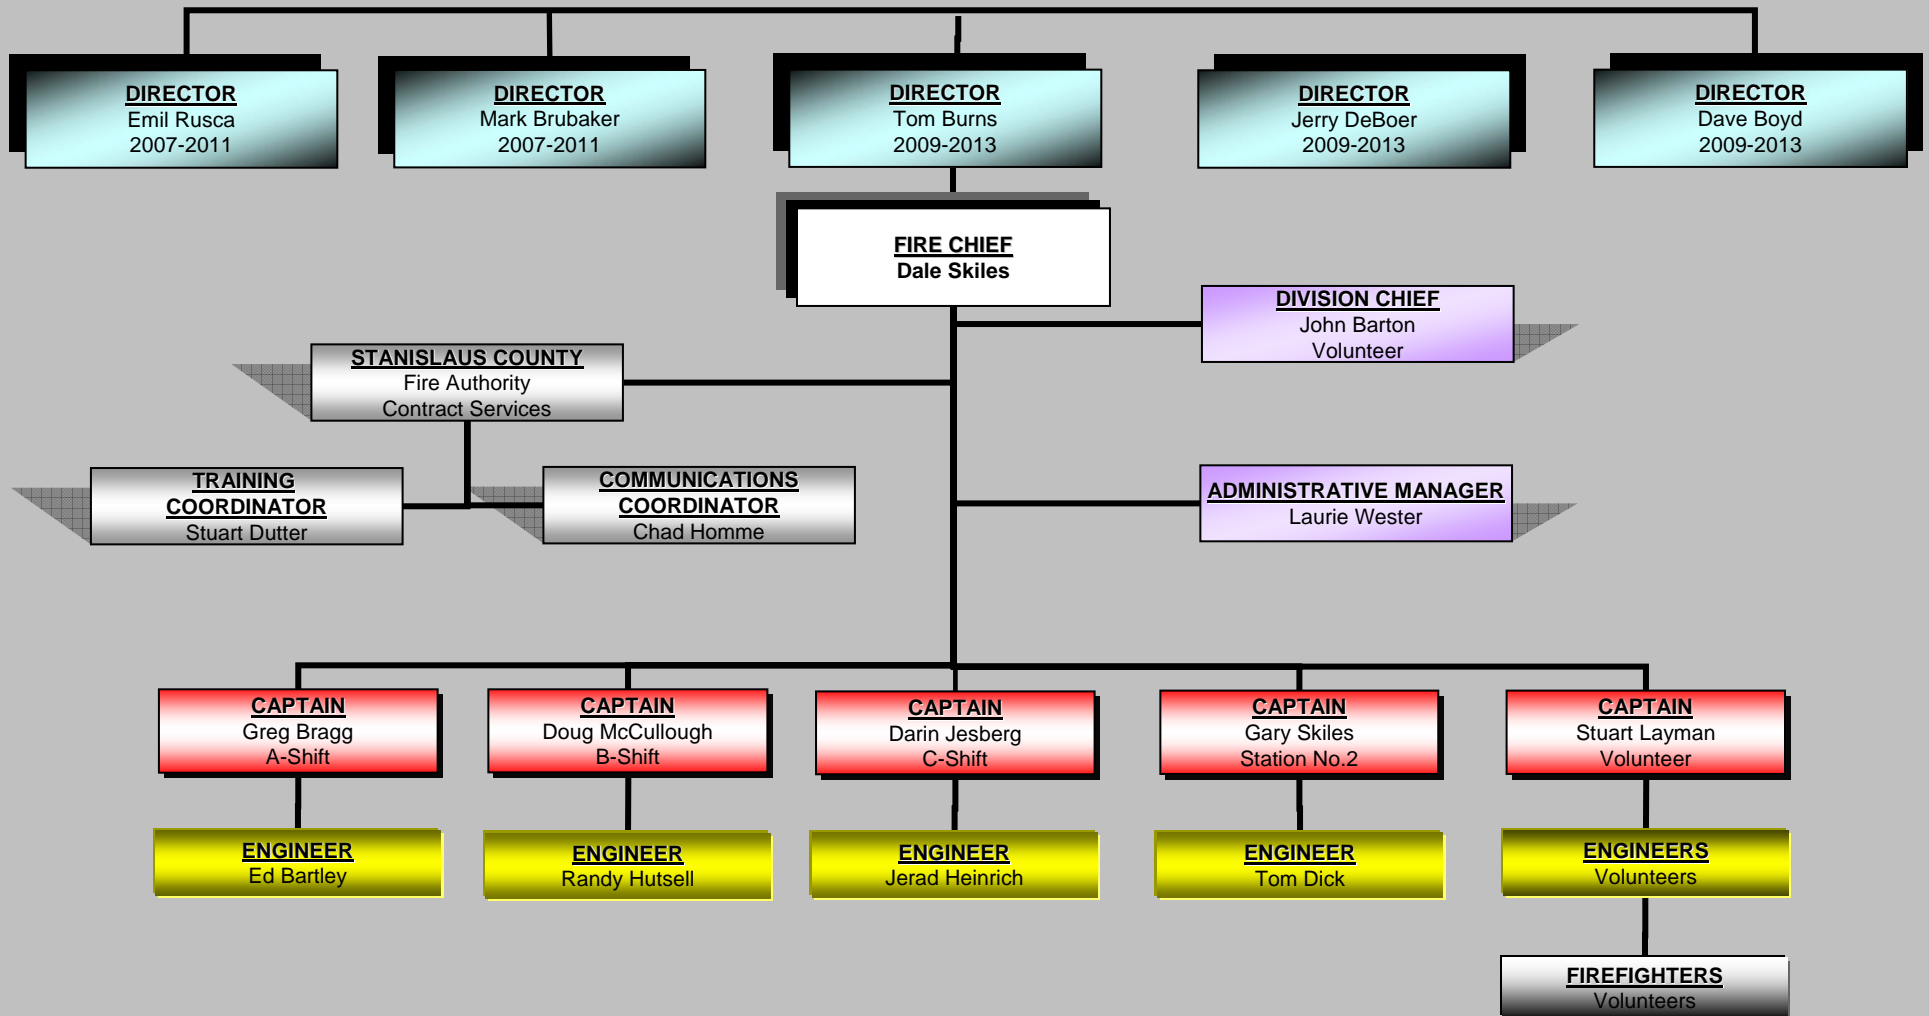 DIRECTOR
Emil Rusca
2007-2011
DIRECTOR
Mark Brubaker
2007-2011
DIRECTOR
Tom Burns
2009-2013
DIRECTOR
Jerry DeBoer
2009-2013
DIRECTOR
Dave Boyd
2009-2013
FIRE CHIEF
Dale Skiles
DIVISION CHIEF
John Barton
Volunteer
STANISLAUS COUNTY
Fire Authority
Contract Services
TRAINING
COORDINATOR
Stuart Dutter
COMMUNICATIONS
COORDINATOR
Chad Homme
ADMINISTRATIVE MANAGER
Laurie Wester
CAPTAIN
Greg Bragg
A-Shift
CAPTAIN
Doug McCullough
B-Shift
CAPTAIN
Darin Jesberg
C-Shift
CAPTAIN
Gary Skiles
Station No.2
CAPTAIN
Stuart Layman
Volunteer
ENGINEER
Ed Bartley
ENGINEER
Randy Hutsell
ENGINEER
Jerad Heinrich
ENGINEER
Tom Dick
ENGINEERS
Volunteers
FIREFIGHTERS
Volunteers